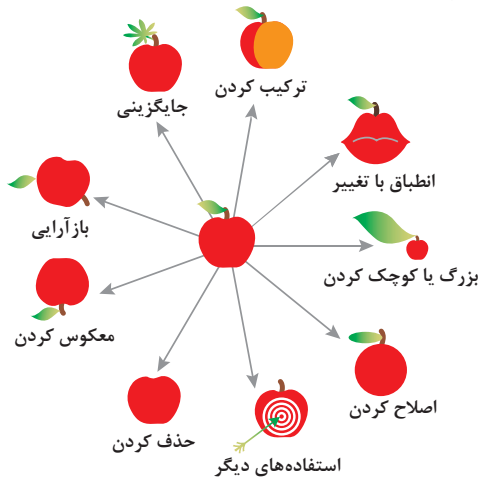 ترکیب کردن
جایگزینی
انطباق با تغییر
بازآرایی
بزرگ یا کوچک کردن
معکوس کردن
اصلاح کردن
حذف کردن
استفاده‌های دیگر